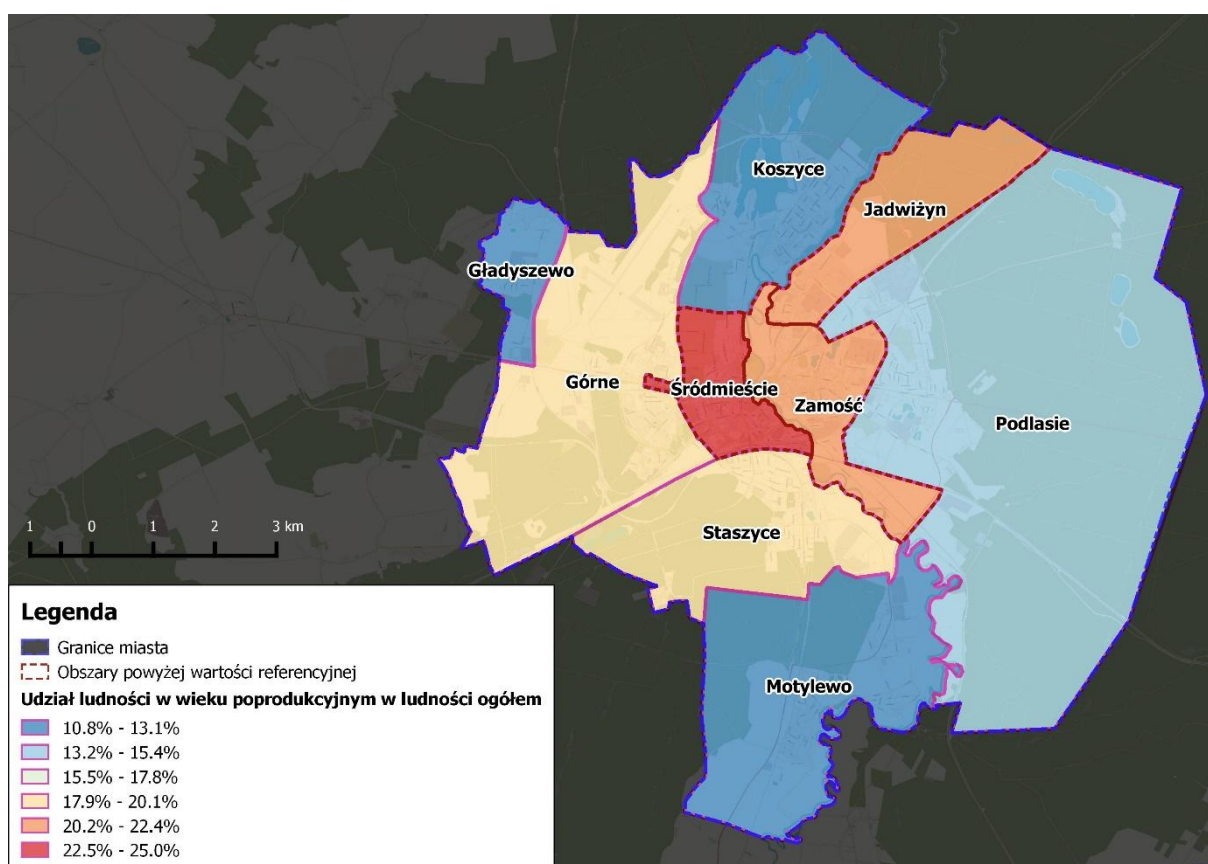 Koszyce
Jadwiżyn
Gładyszewo
Górne
Śródmieście
Zamość
Podlasie
Staszyce
Motylewo
1 0 1 2 3 km
Legenda
Granice miasta
Obszary powyżej wartości referencyjnej
Udział ludności w wieku poprodukcyjnym w ludności ogółem
10.8% - 13.1%
13.2% - 15.4%
15.5% - 17.8%
17.9% - 20.1%
20.2% - 22.4%
22.5% - 25.0%